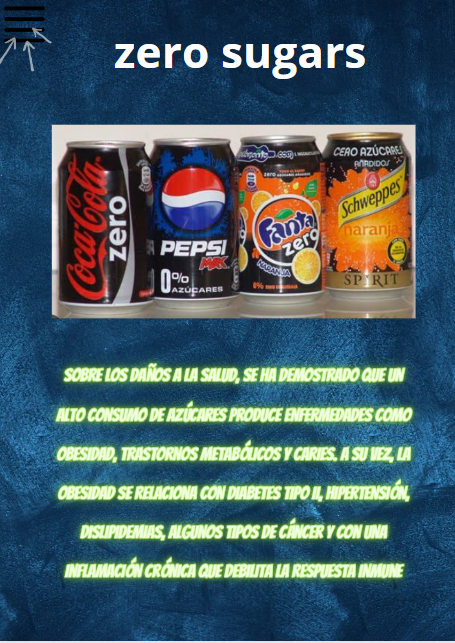 zero sugars
Coca-Cola zero
PEPSI
MAX
0%
AZÚCARES
Fanta
zero
NARANJA
CERO AZÚCARES
AÑADIDOS
Schweppes
naranja
SPIRIT
SOBRE LOS DAÑOS A LA SALUD, SE HA DEMOSTRADO QUE UN
ALTO CONSUMO DE AZÚCARES PRODUCE ENFERMEDADES COMO
OBESIDAD, TRASTORNOS METABÓLICOS Y CARIES. A SU VEZ, LA
OBESIDAD SE RELACIONA CON DIABETES TIPO II, HIPERTENSIÓN,
DISLIPIDEMIAS, ALGUNOS TIPOS DE CÁNCER Y CON UNA
INFLAMACIÓN CRÓNICA QUE DEBILITA LA RESPUESTA INMUNE